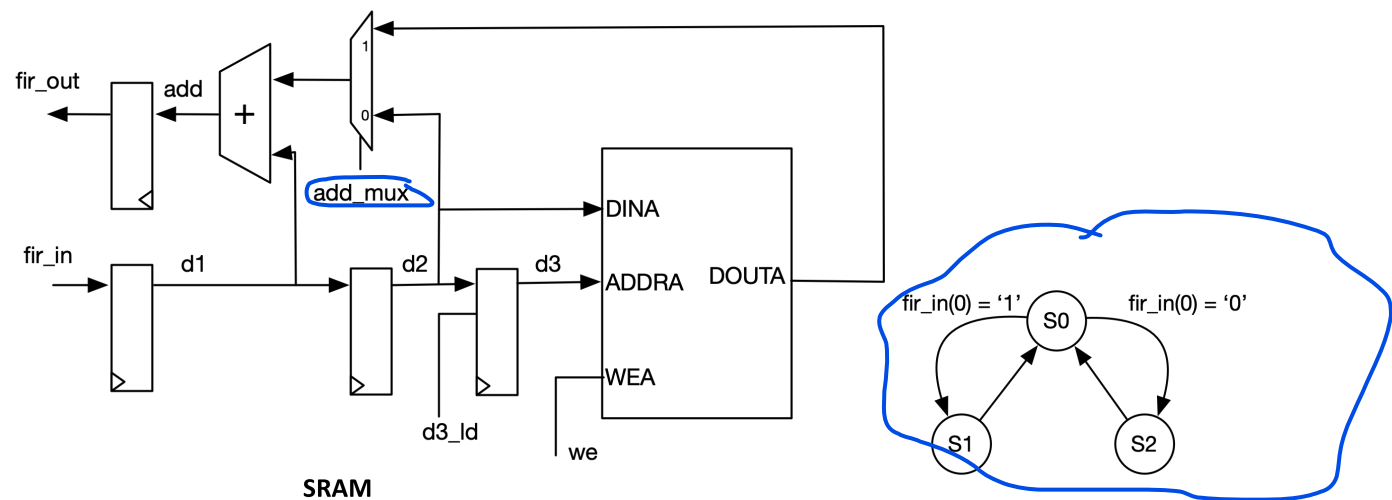 1
fir_out
add
+
0
add_mux
DINA
fir_in
d1
d2
d3
ADDRA
DOUTA
fir_in(0) = ‘1’
S0
fir_in(0) = ‘0’
WEA
d3_ld
we
S1
S2
SRAM